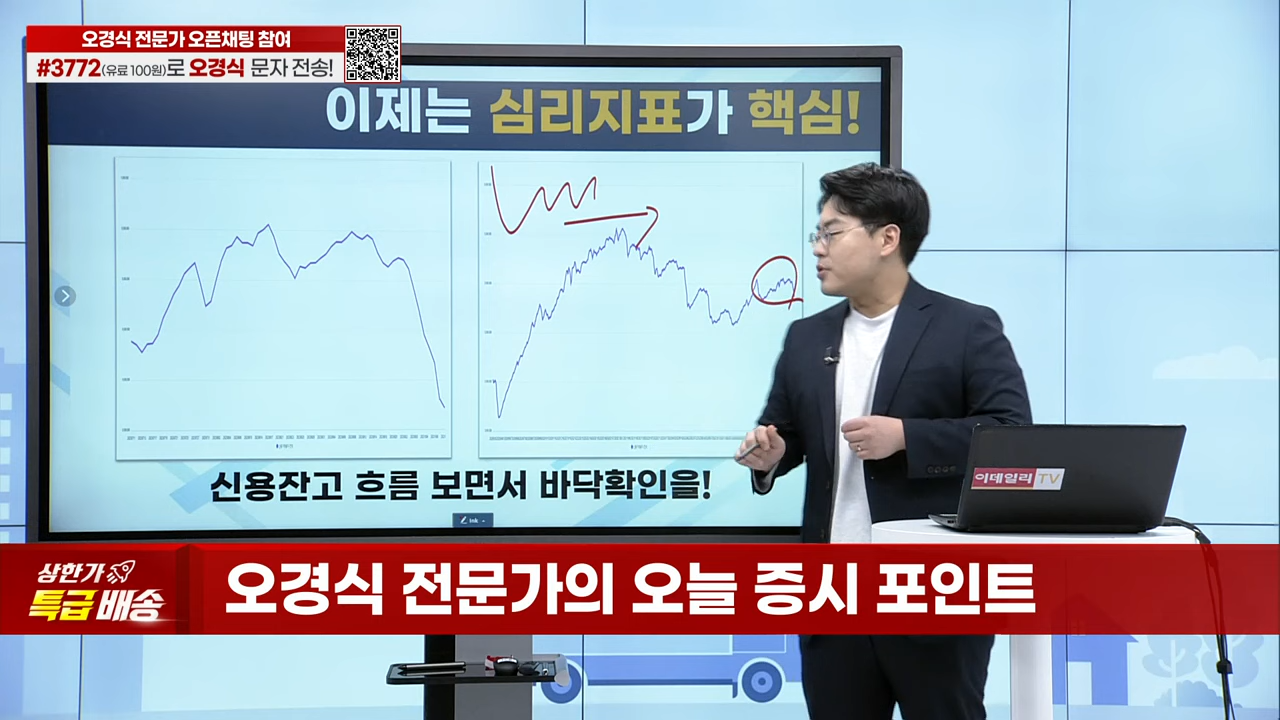 오경식 전문가 오픈채팅 참여
#3772(유료 100원)로 오경식 문자 전송!
이제는 심리지표가 핵심!
신용잔고 흐름 보면서 바닥확인을!
ink
이데일리 TV
상한가
특급 배송
오경식 전문가의 오늘 증시 포인트